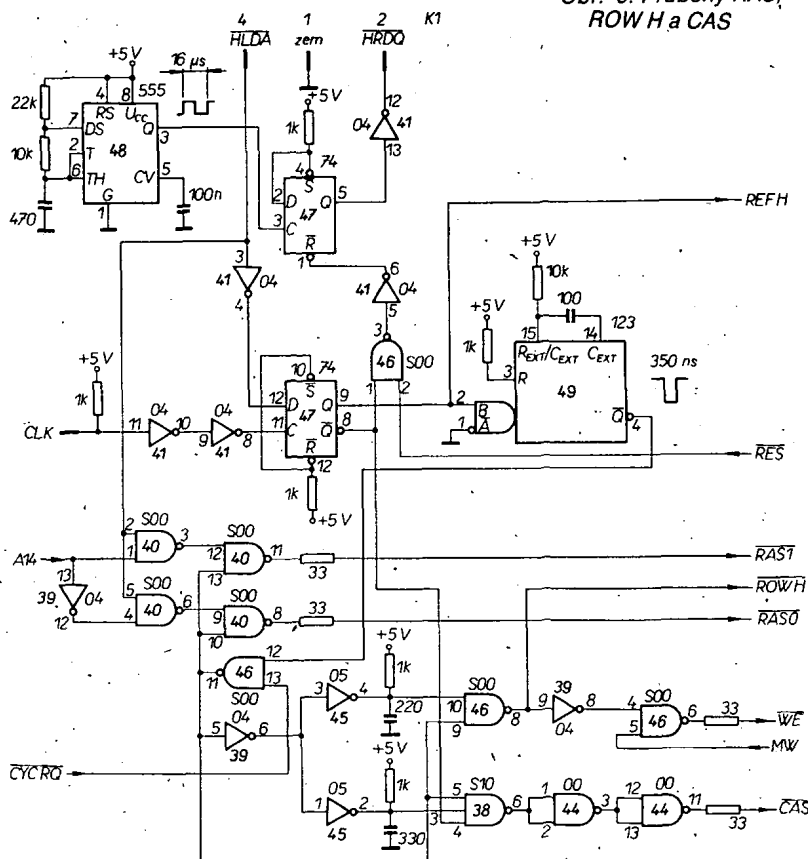 ROW H a CAS
4 1 2 K1
HLDA zem HRDQ
+5V 16 µs
4 8 555
22k RS UCC
7 DS Q 3
10k 2 T 48
6 TH CV 5
G
470 1 100n
+5V
1k
4 74
S
2 D Q 5
47
3 C
R
1
12
04 41
13
REFH
3
41 04
4
6
41 04
5
3
46 S00
1 2
+5V
10k
100
15 14 123
+5V
1k
REXT/CEXT CEXT
3 R
49
350 ns
2 B
1 A
Q 4
+5V
1k
CLK
11 04 10 9 04 8
41 41
10 74
S
12 D Q 9
47
11 C Q 8
R
12
1k
+5V
RES
S00
2 3
1 40
S00
12 11
13 40
33
RAS1
A14
13
39 04
12
S00
5 6
4 40
S00
9 8
10 40
33
RAS0
ROWH
12
11 46 13
S00
04
5 6
39
05
3 4
45
+5V
1k
220
S00
10
46 8
9
39
9 8
04
S00
4
46 6
5
33
WE
MW
CYCRQ
05
1 2
45
+5V
1k
330
S10
5
3 38 6
4
00
1
44 3
2
00
12
44 11
13
33
CAS